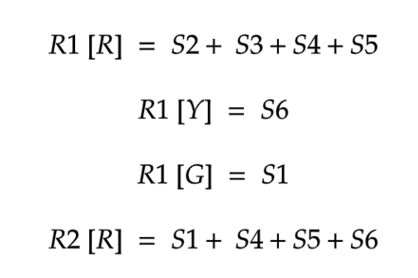 R1 [R] = S2 + S3 + S4 + S5
R1 [Y] = S6
R1 [G] = S1
R2 [R] = S1 + S4 + S5 + S6